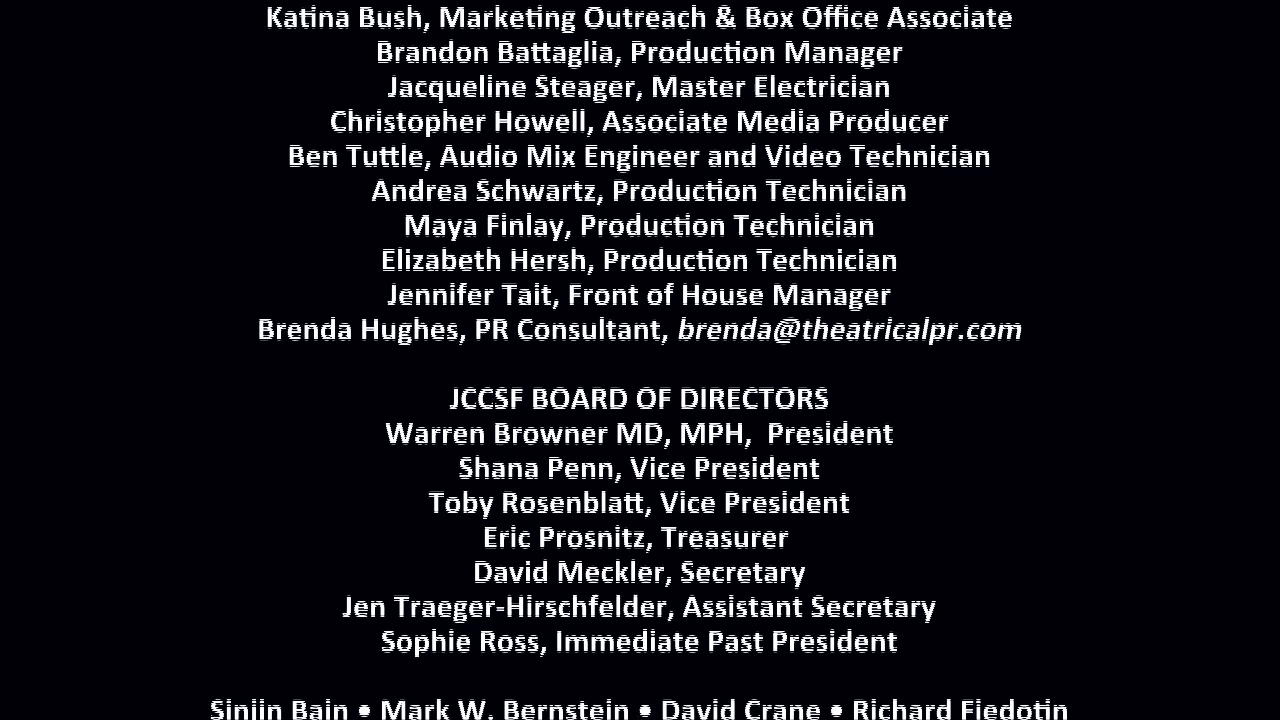 Katina Bush, Marketing Outreach & Box Office Associate
Brandon Battaglia, Production Manager
Jacqueline Steager, Master Electrician
Christopher Howell, Associate Media Producer
Ben Tuttle, Audio Mix Engineer and Video Technician
Andrea Schwartz, Production Technician
Maya Finlay, Production Technician
Elizabeth Hersh, Production Technician
Jennifer Tait, Front of House Manager
Brenda Hughes, PR Consultant, brenda@theatricalpr.com
JCCSF BOARD OF DIRECTORS
Warren Browner MD, MPH,  President
Shana Penn, Vice President
Toby Rosenblatt, Vice President
Eric Prosnitz, Treasurer
David Meckler, Secretary
Jen Traeger-Hirschfelder, Assistant Secretary
Sophie Ross, Immediate Past President
Sinjin Bain • Mark W. Bernstein • David Crane • Richard Fiedotin